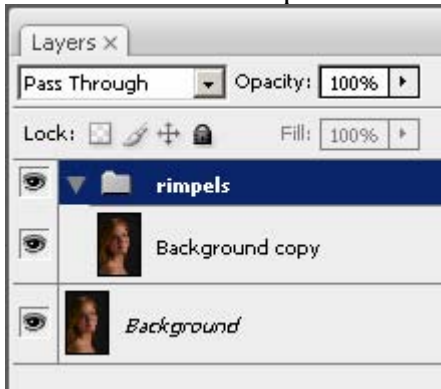 Layers ×
Pass Through Opacity: 100%
Lock: Fill: 100%
rimpels
Background copy
Background